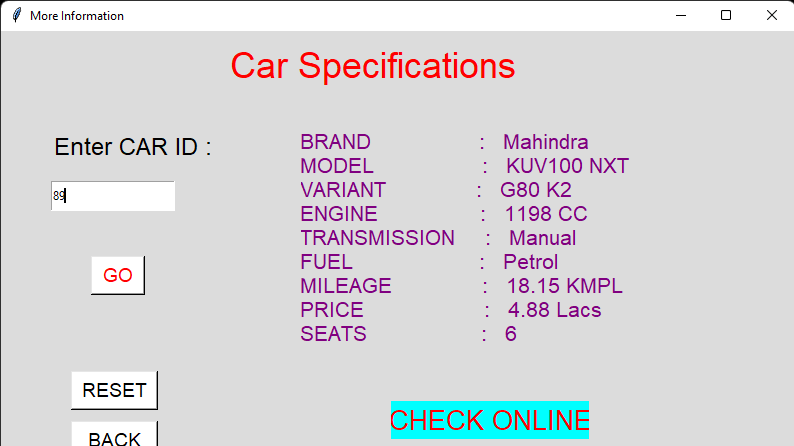 More Information
Car Specifications
Enter CAR ID :
89
GO
RESET
BACK
BRAND : Mahindra
MODEL : KUV100 NXT
VARIANT : G80 K2
ENGINE : 1198 CC
TRANSMISSION : Manual
FUEL : Petrol
MILEAGE : 18.15 KMPL
PRICE : 4.88 Lacs
SEATS : 6
CHECK ONLINE